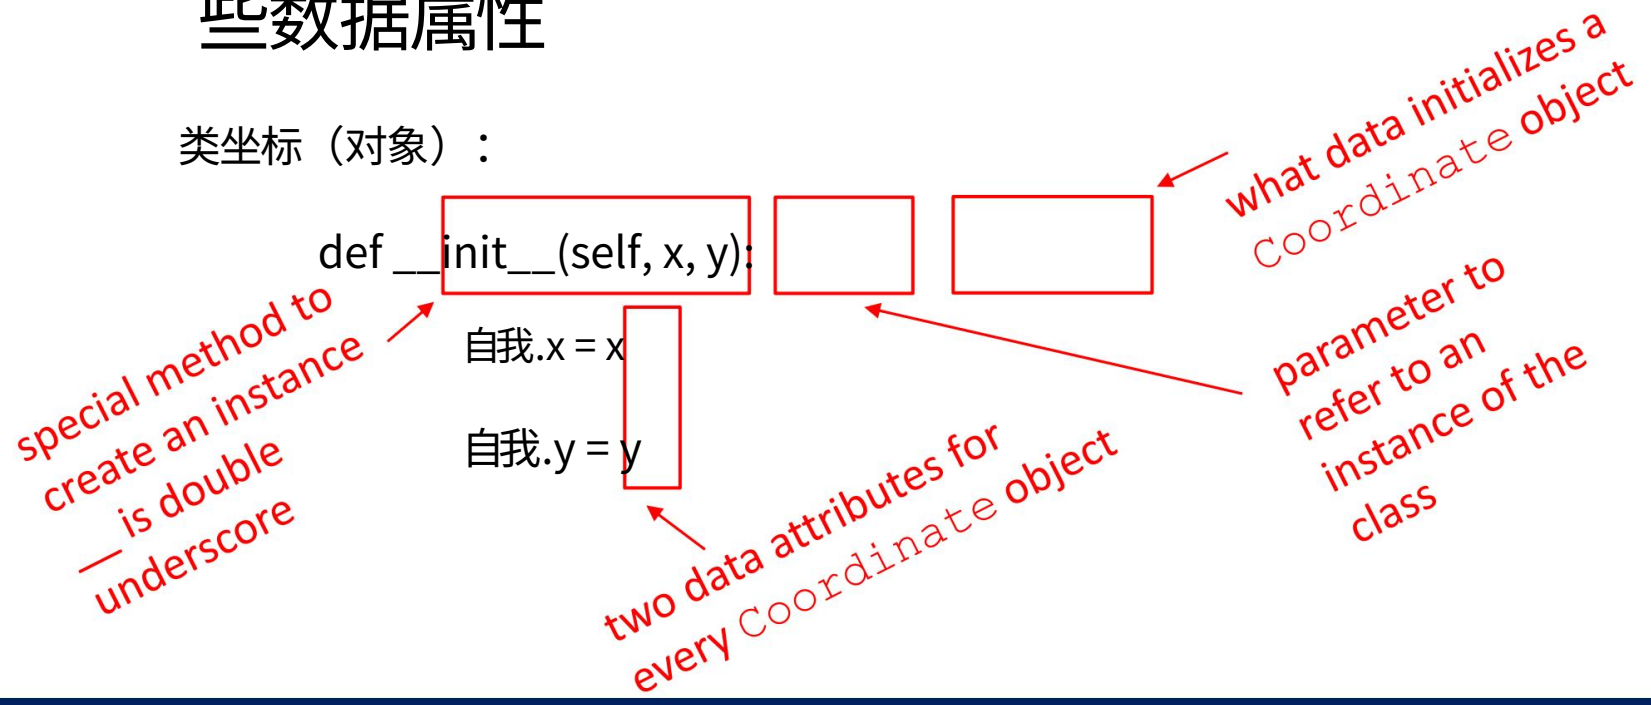 些数据属性
类坐标（对象）：
def __init__(self, x, y):
自我.x = x
自我.y = y
what data initializes a
Coordinate object
special method to
create an instance
__ is double
underscore
two data attributes for
every Coordinate object
parameter to
refer to an
instance of the
class